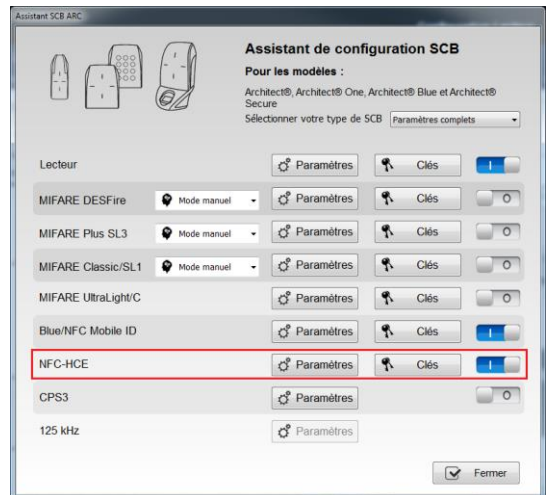 Assistant SCB ARC
Assistant de configuration SCB
Pour les modèles :
Architect®, Architect® One, Architect® Blue et Architect®
Secure
Sélectionner votre type de SCB Paramètres complets
Lecteur Paramètres Clés I
MIFARE DESFire Mode manuel Paramètres Clés O
MIFARE Plus SL3 Mode manuel Paramètres Clés O
MIFARE Classic/SL1 Mode manuel Paramètres Clés O
MIFARE UltraLight/C Paramètres Clés O
Blue/NFC Mobile ID Paramètres Clés I
NFC-HCE Paramètres Clés I
CPS3 Paramètres O
125 kHz Paramètres
Fermer